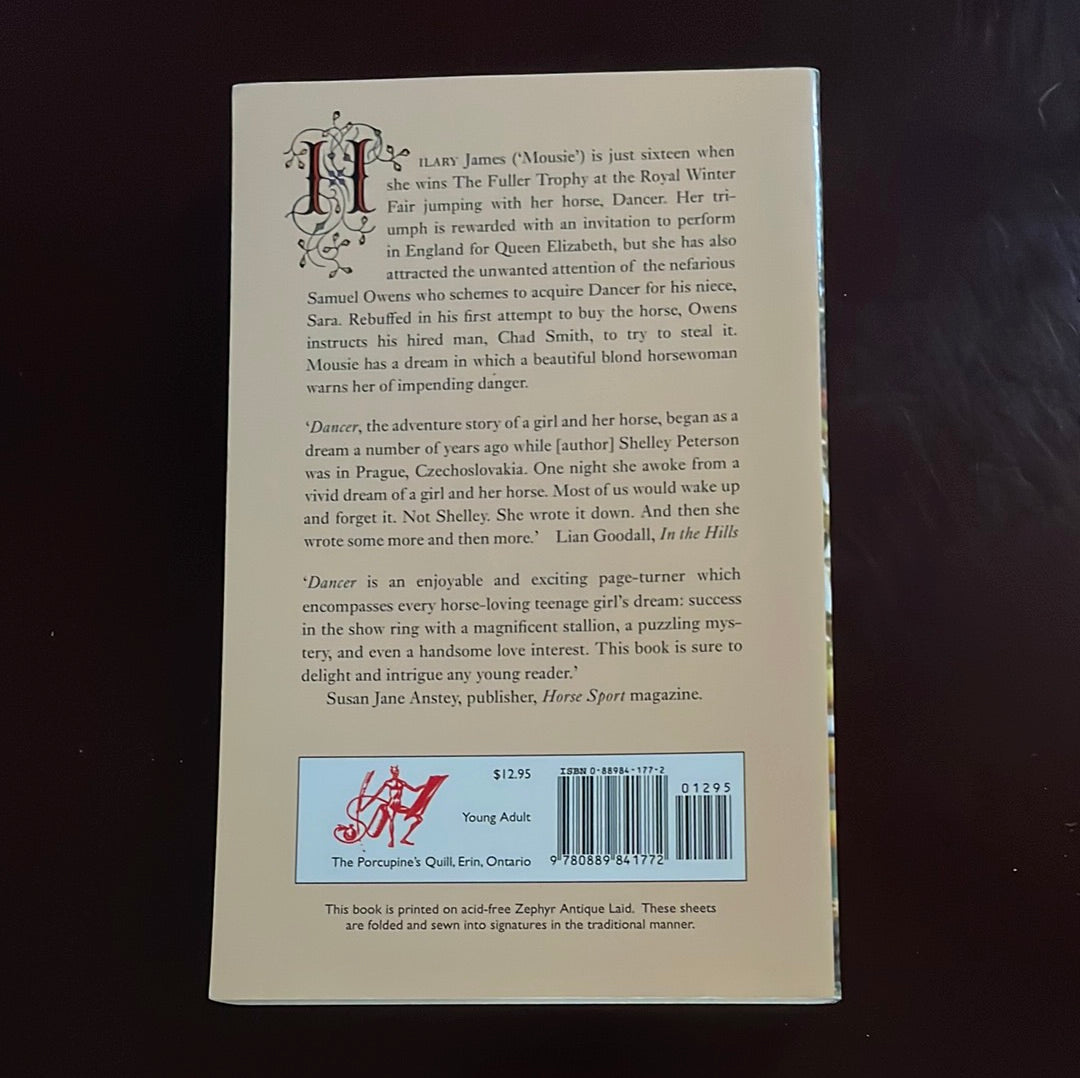 HILARY James (‘Mousie’) is just sixteen when
she wins The Fuller Trophy at the Royal Winter
Fair jumping with her horse, Dancer. Her tri-
umph is rewarded with an invitation to perform
in England for Queen Elizabeth, but she has also
attracted the unwanted attention of the nefarious
Samuel Owens who schemes to acquire Dancer for his niece,
Sara. Rebuffed in his first attempt to buy the horse, Owens
instructs his hired man, Chad Smith, to try to steal it.
Mousie has a dream in which a beautiful blond horsewoman
warns her of impending danger.
‘Dancer, the adventure story of a girl and her horse, began as a
dream a number of years ago while [author] Shelley Peterson
was in Prague, Czechoslovakia. One night she awoke from a
vivid dream of a girl and her horse. Most of us would wake up
and forget it. Not Shelley. She wrote it down. And then she
wrote some more and then more.’ Lian Goodall, In the Hills
‘Dancer is an enjoyable and exciting page-turner which
encompasses every horse-loving teenage girl’s dream: success
in the show ring with a magnificent stallion, a puzzling mys-
tery, and even a handsome love interest. This book is sure to
delight and intrigue any young reader.’
Susan Jane Anstey, publisher, Horse Sport magazine.
$12.95
Young Adult
The Porcupine’s Quill, Erin, Ontario
ISBN 0-88984-177-2
01295
9 780889 841772
This book is printed on acid-free Zephyr Antique Laid. These sheets
are folded and sewn into signatures in the traditional manner.